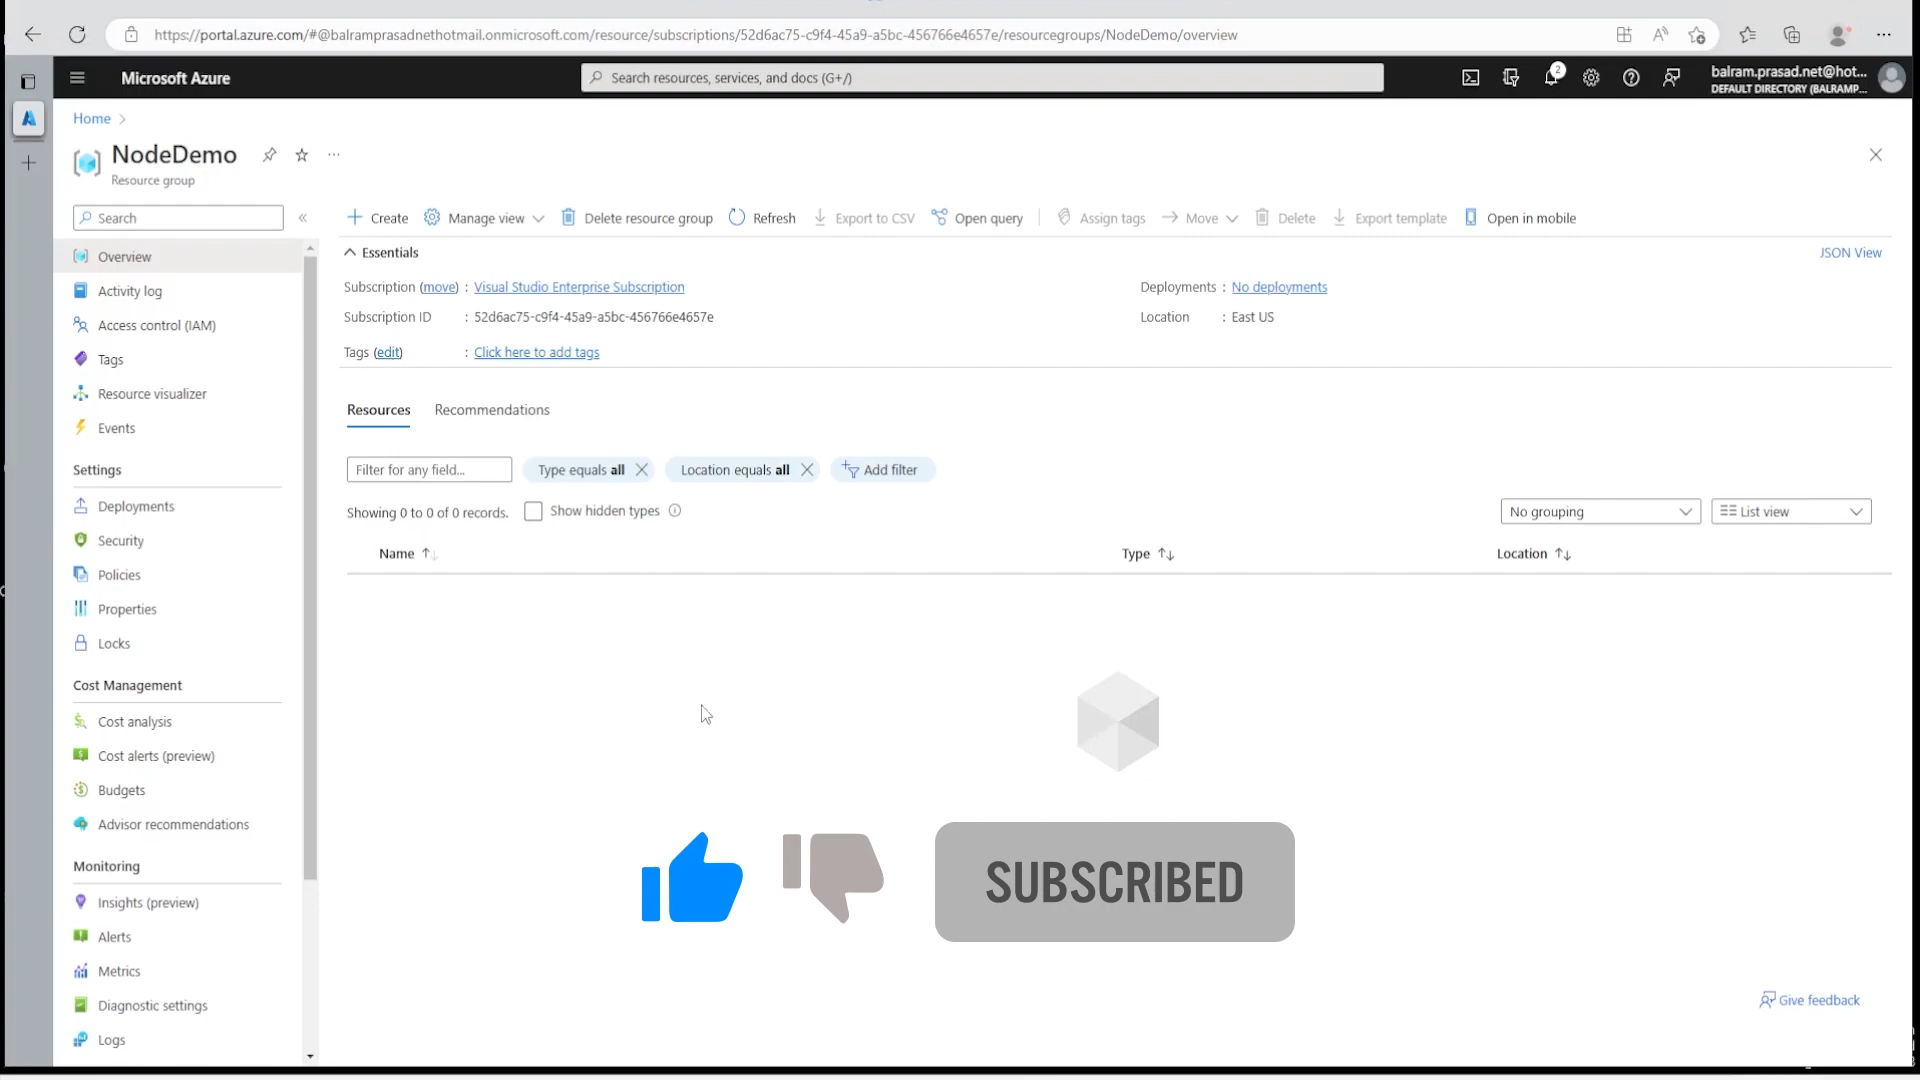 https://portal.azure.com/#@balramprasadnethotmail.onmicrosoft.com/resource/subscriptions/52d6ac75-c9f4-45a9-a5bc-456766e4657e/resourcegroups/NodeDemo/overview
Microsoft Azure
Search resources, services, and docs (G+/)
2
balram.prasad.net@hot...
DEFAULT DIRECTORY (BALRAMP...
Home
NodeDemo
Resource group
Search
Create
Manage view
Delete resource group
Refresh
Export to CSV
Open query
Assign tags
Move
Delete
Export template
Open in mobile
Overview
Activity log
Access control (IAM)
Tags
Resource visualizer
Events
Settings
Deployments
Security
Policies
Properties
Locks
Cost Management
Cost analysis
Cost alerts (preview)
Budgets
Advisor recommendations
Monitoring
Insights (preview)
Alerts
Metrics
Diagnostic settings
Logs
Essentials
JSON View
Subscription (move) : Visual Studio Enterprise Subscription
Deployments : No deployments
Subscription ID : 52d6ac75-c9f4-45a9-a5bc-456766e4657e
Location : East US
Tags (edit) : Click here to add tags
Resources
Recommendations
Filter for any field...
Type equals all
Location equals all
Add filter
Showing 0 to 0 of 0 records.
Show hidden types
No grouping
List view
Name
Type
Location
SUBSCRIBED
Give feedback